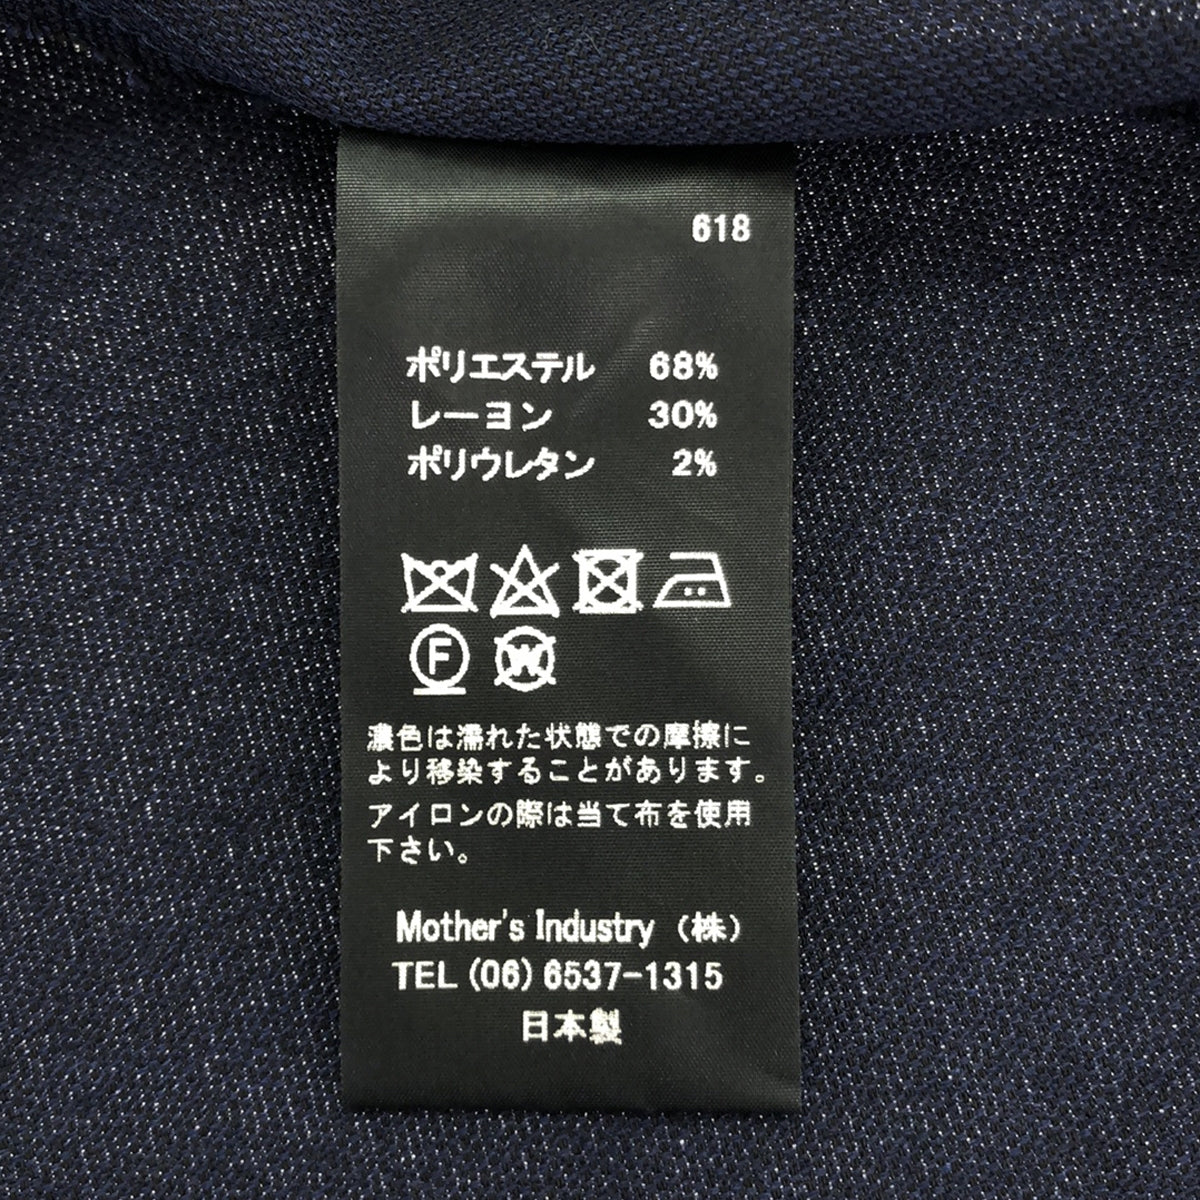 618
ポリエステル 68%
レーヨン 30%
ポリウレタン 2%
F W
濃色は濡れた状態での摩擦に
より移染することがあります。
アイロンの際は当て布を使用
下さい。
Mother's Industry （株）
TEL (06) 6537-1315
日本製